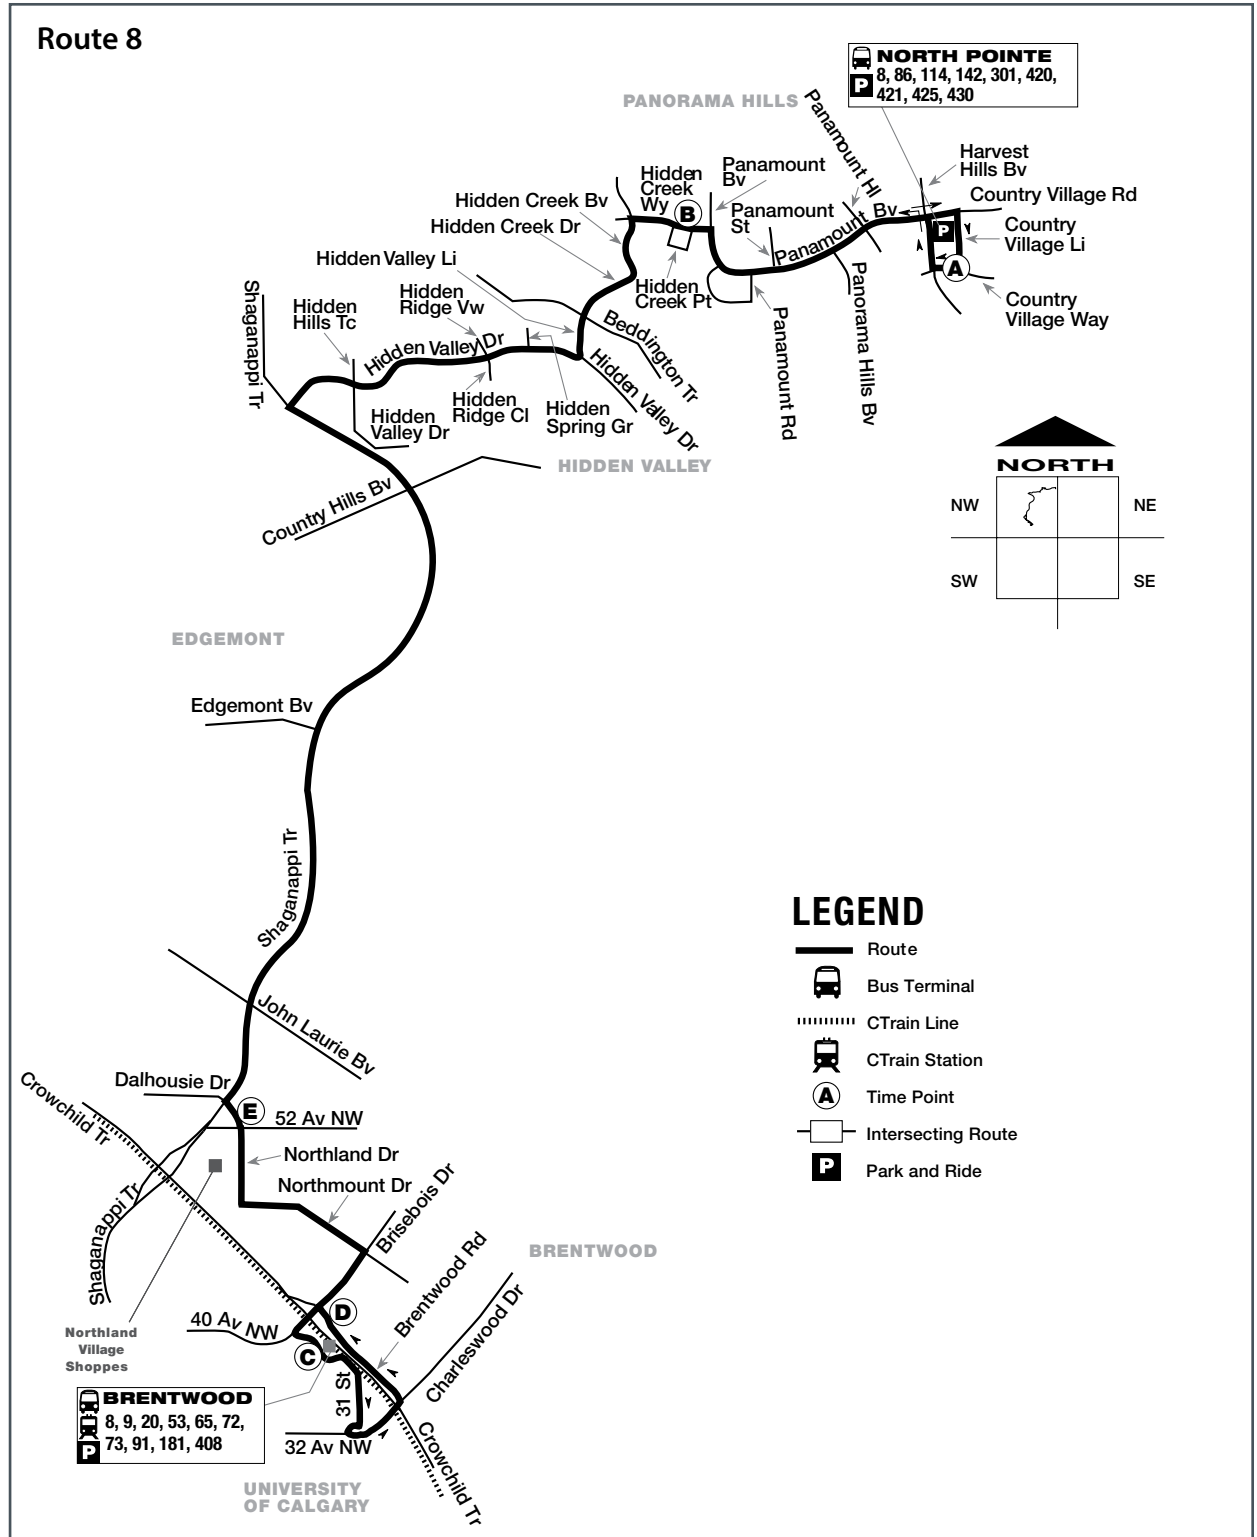 Route 8
NORTH POINTE
8, 86, 114, 142, 301, 420,
421, 425, 430
P
PANORAMA HILLS
Panamount Hl
Harvest
Hills Bv
Country Village Rd
Hidden
Creek
Wy
B
Panamount
Bv
Hidden Creek Bv
Hidden Creek Dr
Panamount
St
Panamount Bv
P
Country
Village Li
A
Country
Village Way
Hidden Valley Li
Hidden
Creek Pt
Hidden
Ridge Vw
Hidden
Hills Tc
Shaganappi Tr
Hidden Valley Dr
Beddington Tr
Hidden Valley Dr
Panamount Rd
Panorama Hills Bv
Hidden
Valley Dr
Hidden
Ridge Cl
Hidden
Spring Gr
HIDDEN VALLEY
Country Hills Bv
NORTH
NW
NE
SW
SE
EDGEMONT
Edgemont Bv
Shaganappi Tr
John Laurie Bv
LEGEND
Route
Bus Terminal
CTrain Line
CTrain Station
A
Time Point
Intersecting Route
P
Park and Ride
Crowchild Tr
Dalhousie Dr
E
52 Av NW
Northland Dr
Northmount Dr
Brisebois Dr
Shaganappi Tr
Brentwood Rd
BRENTWOOD
Charleswood Dr
D
40 Av NW
C
Northland
Village
Shoppes
31 St
BRENTWOOD
8, 9, 20, 53, 65, 72,
73, 91, 181, 408
P
32 Av NW
Crowchild Tr
UNIVERSITY
OF CALGARY